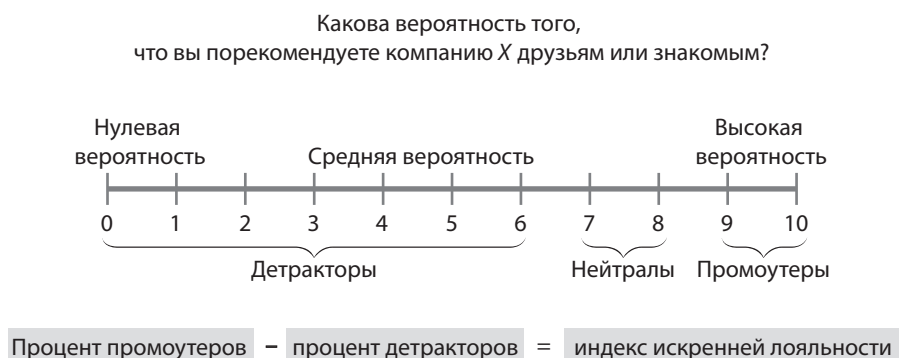 Какова вероятность того,
что вы порекомендуете компанию X друзьям или знакомым?
Нулевая вероятность
Средняя вероятность
Высокая вероятность
0 1 2 3 4 5 6 7 8 9 10
Детракторы Нейтралы Промоутеры
Процент промоутеров – процент детракторов = индекс искренней лояльности